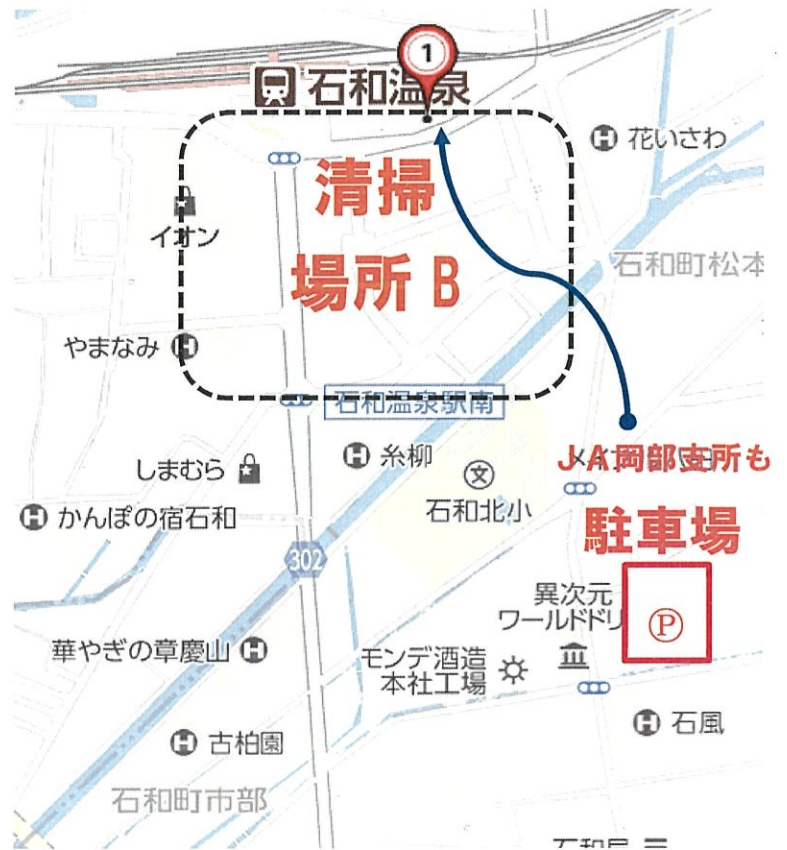 1
石和温泉
花いさわ
清掃
イオン
場所 B
石和町松本
やまなみ
石和温泉駅南
糸柳
しまむら
JA岡部支所も
文
石和北小
かんぽの宿石和
駐車場
302
異次元
ワールドドリ
P
華やぎの章慶山
モンデ酒造
本社工場
石風
古柏園
石和町市部